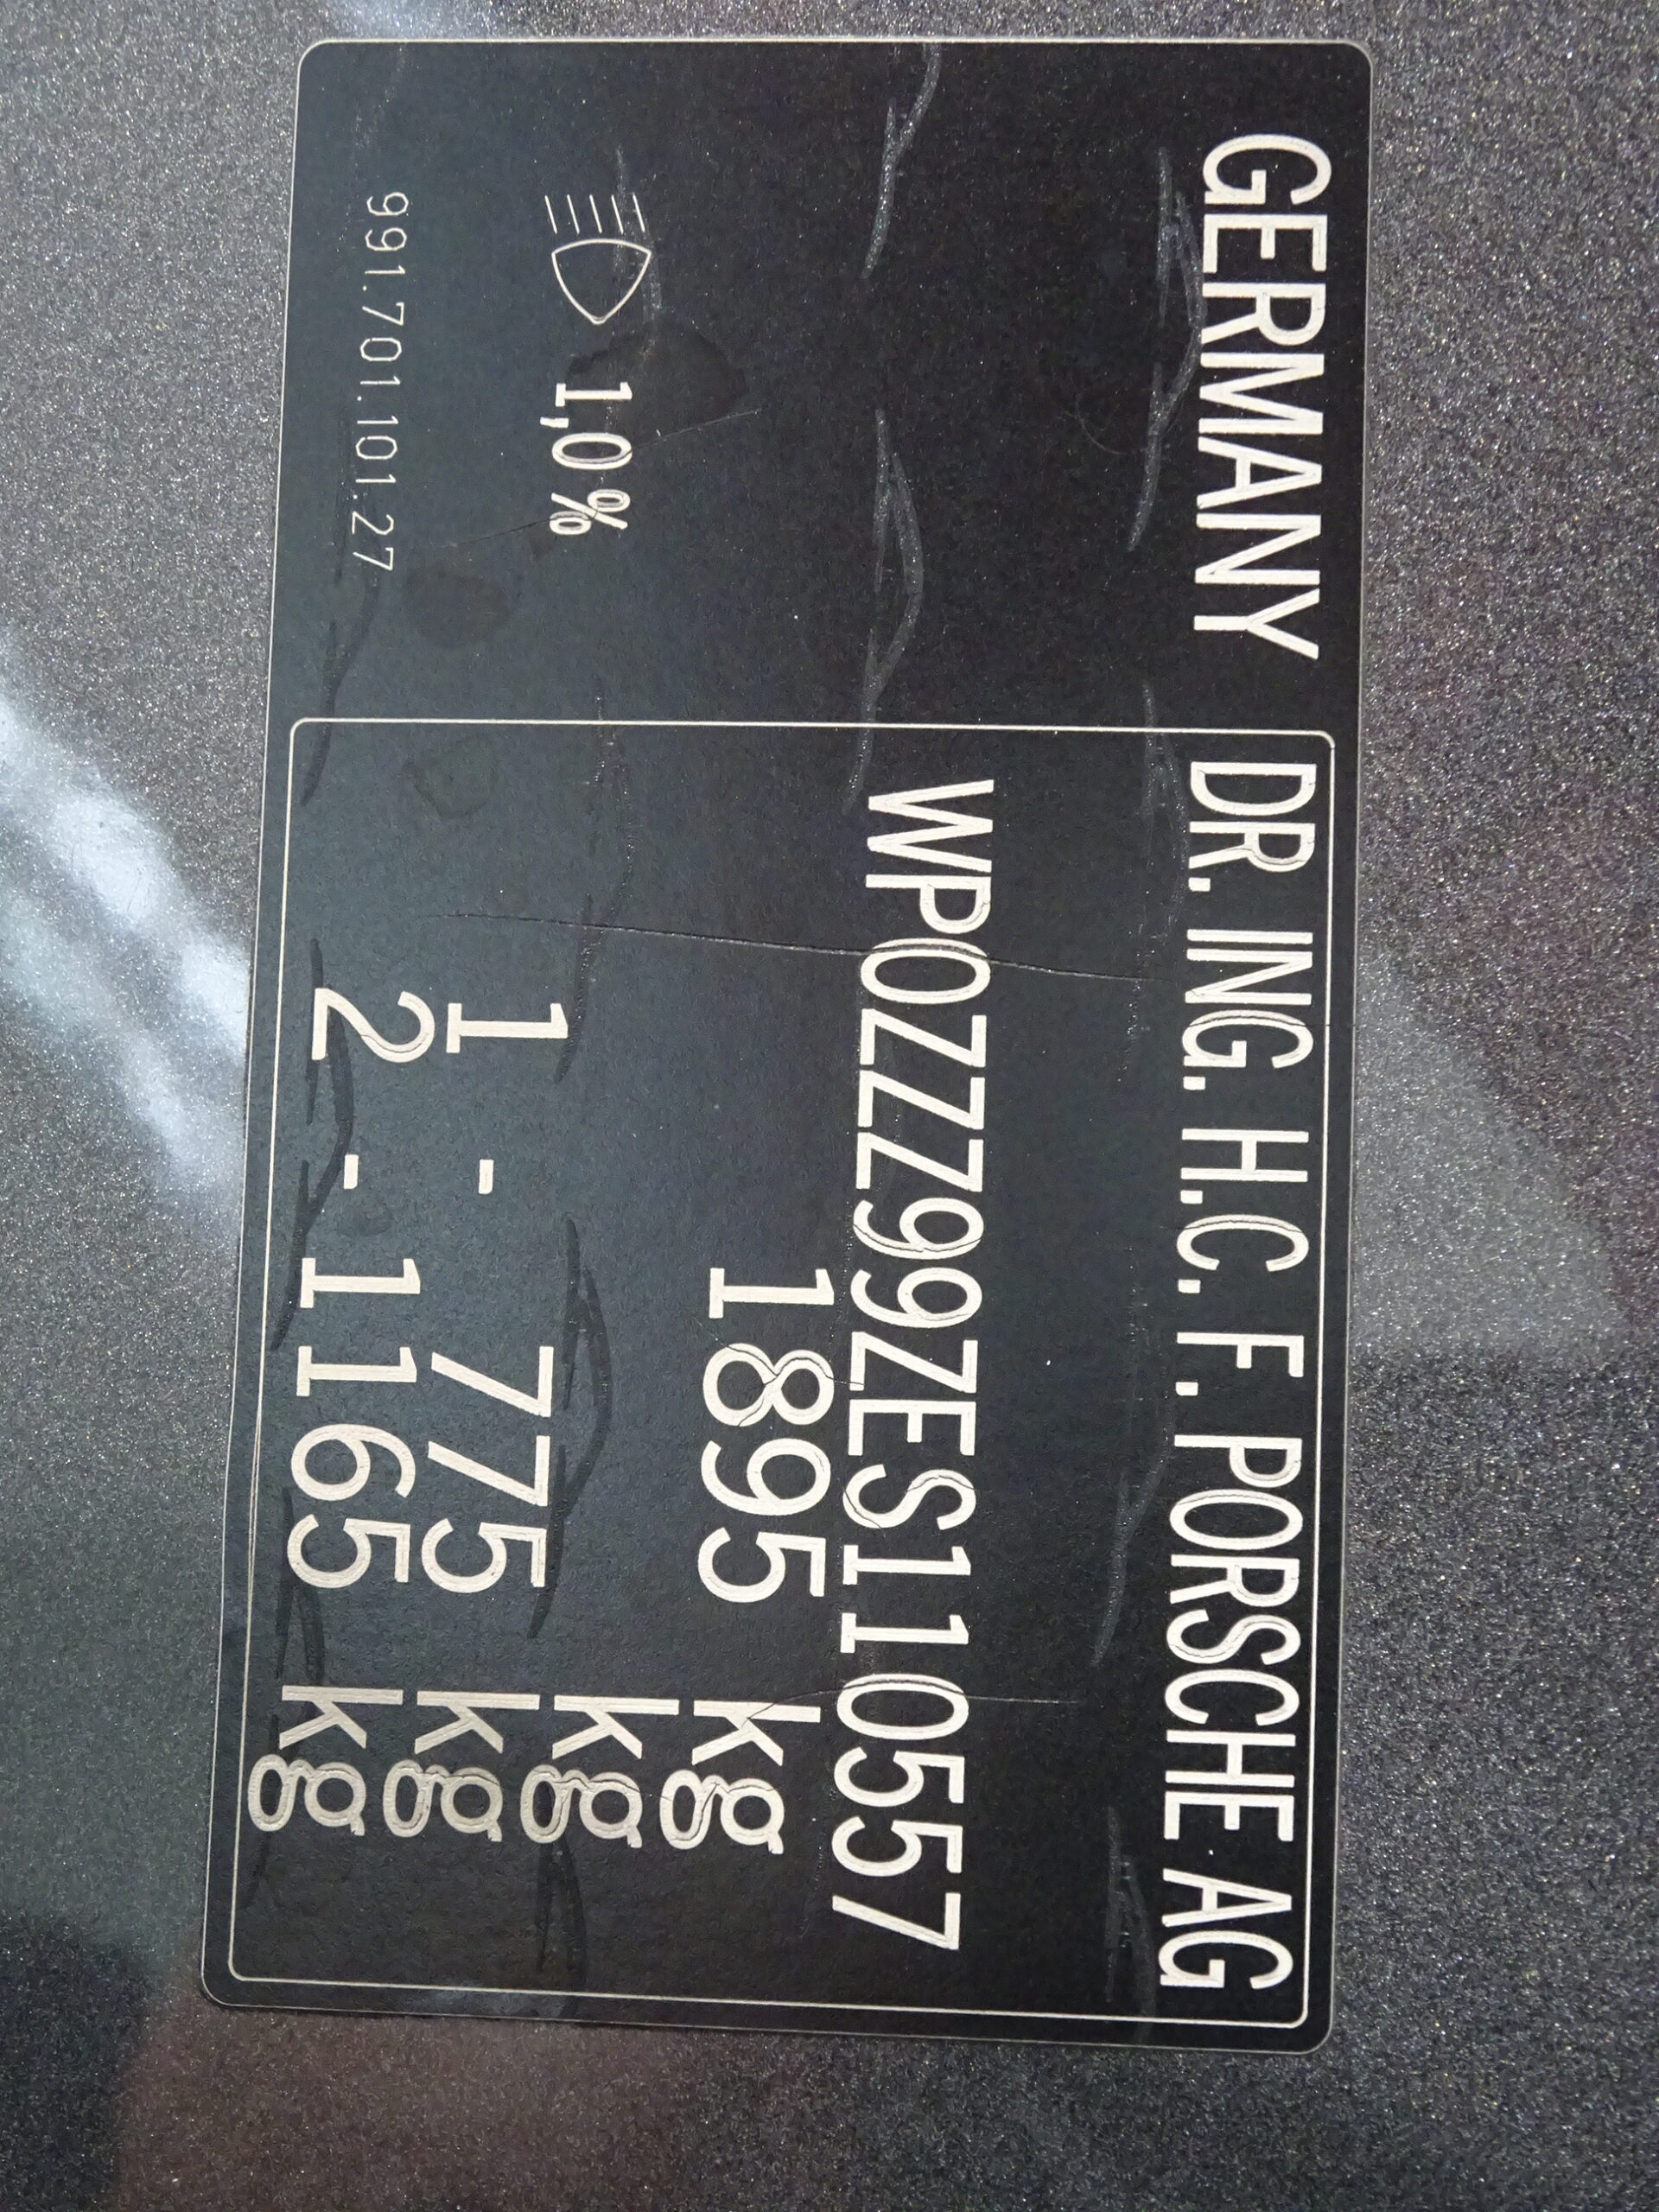 GERMANY
DR. ING. H.C. F. PORSCHE AG
WP0ZZZ99ZES110557
1895 kg
kg
1 - 775 kg
2 - 1165 kg
1,0 %
991.701.101.27